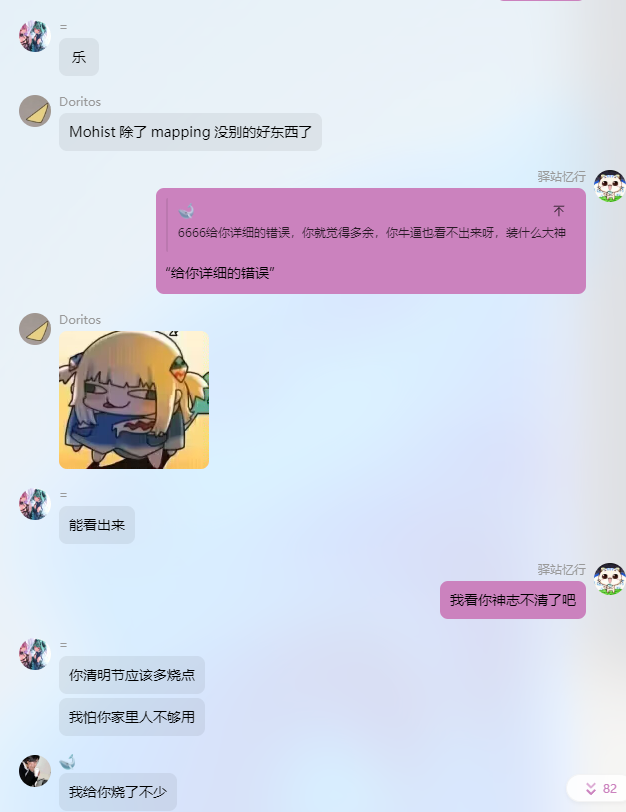 =
乐
Doritos
Mohist 除了 mapping 没别的好东西了
驿站忆行
6666给你详细的错误，你就觉得多余，你牛逼也看不出来呀，装什么大神
“给你详细的错误”
Doritos
=
能看出来
驿站忆行
我看你神志不清了吧
=
你清明节应该多烧点
我怕你家里人不够用
我给你烧了不少
82